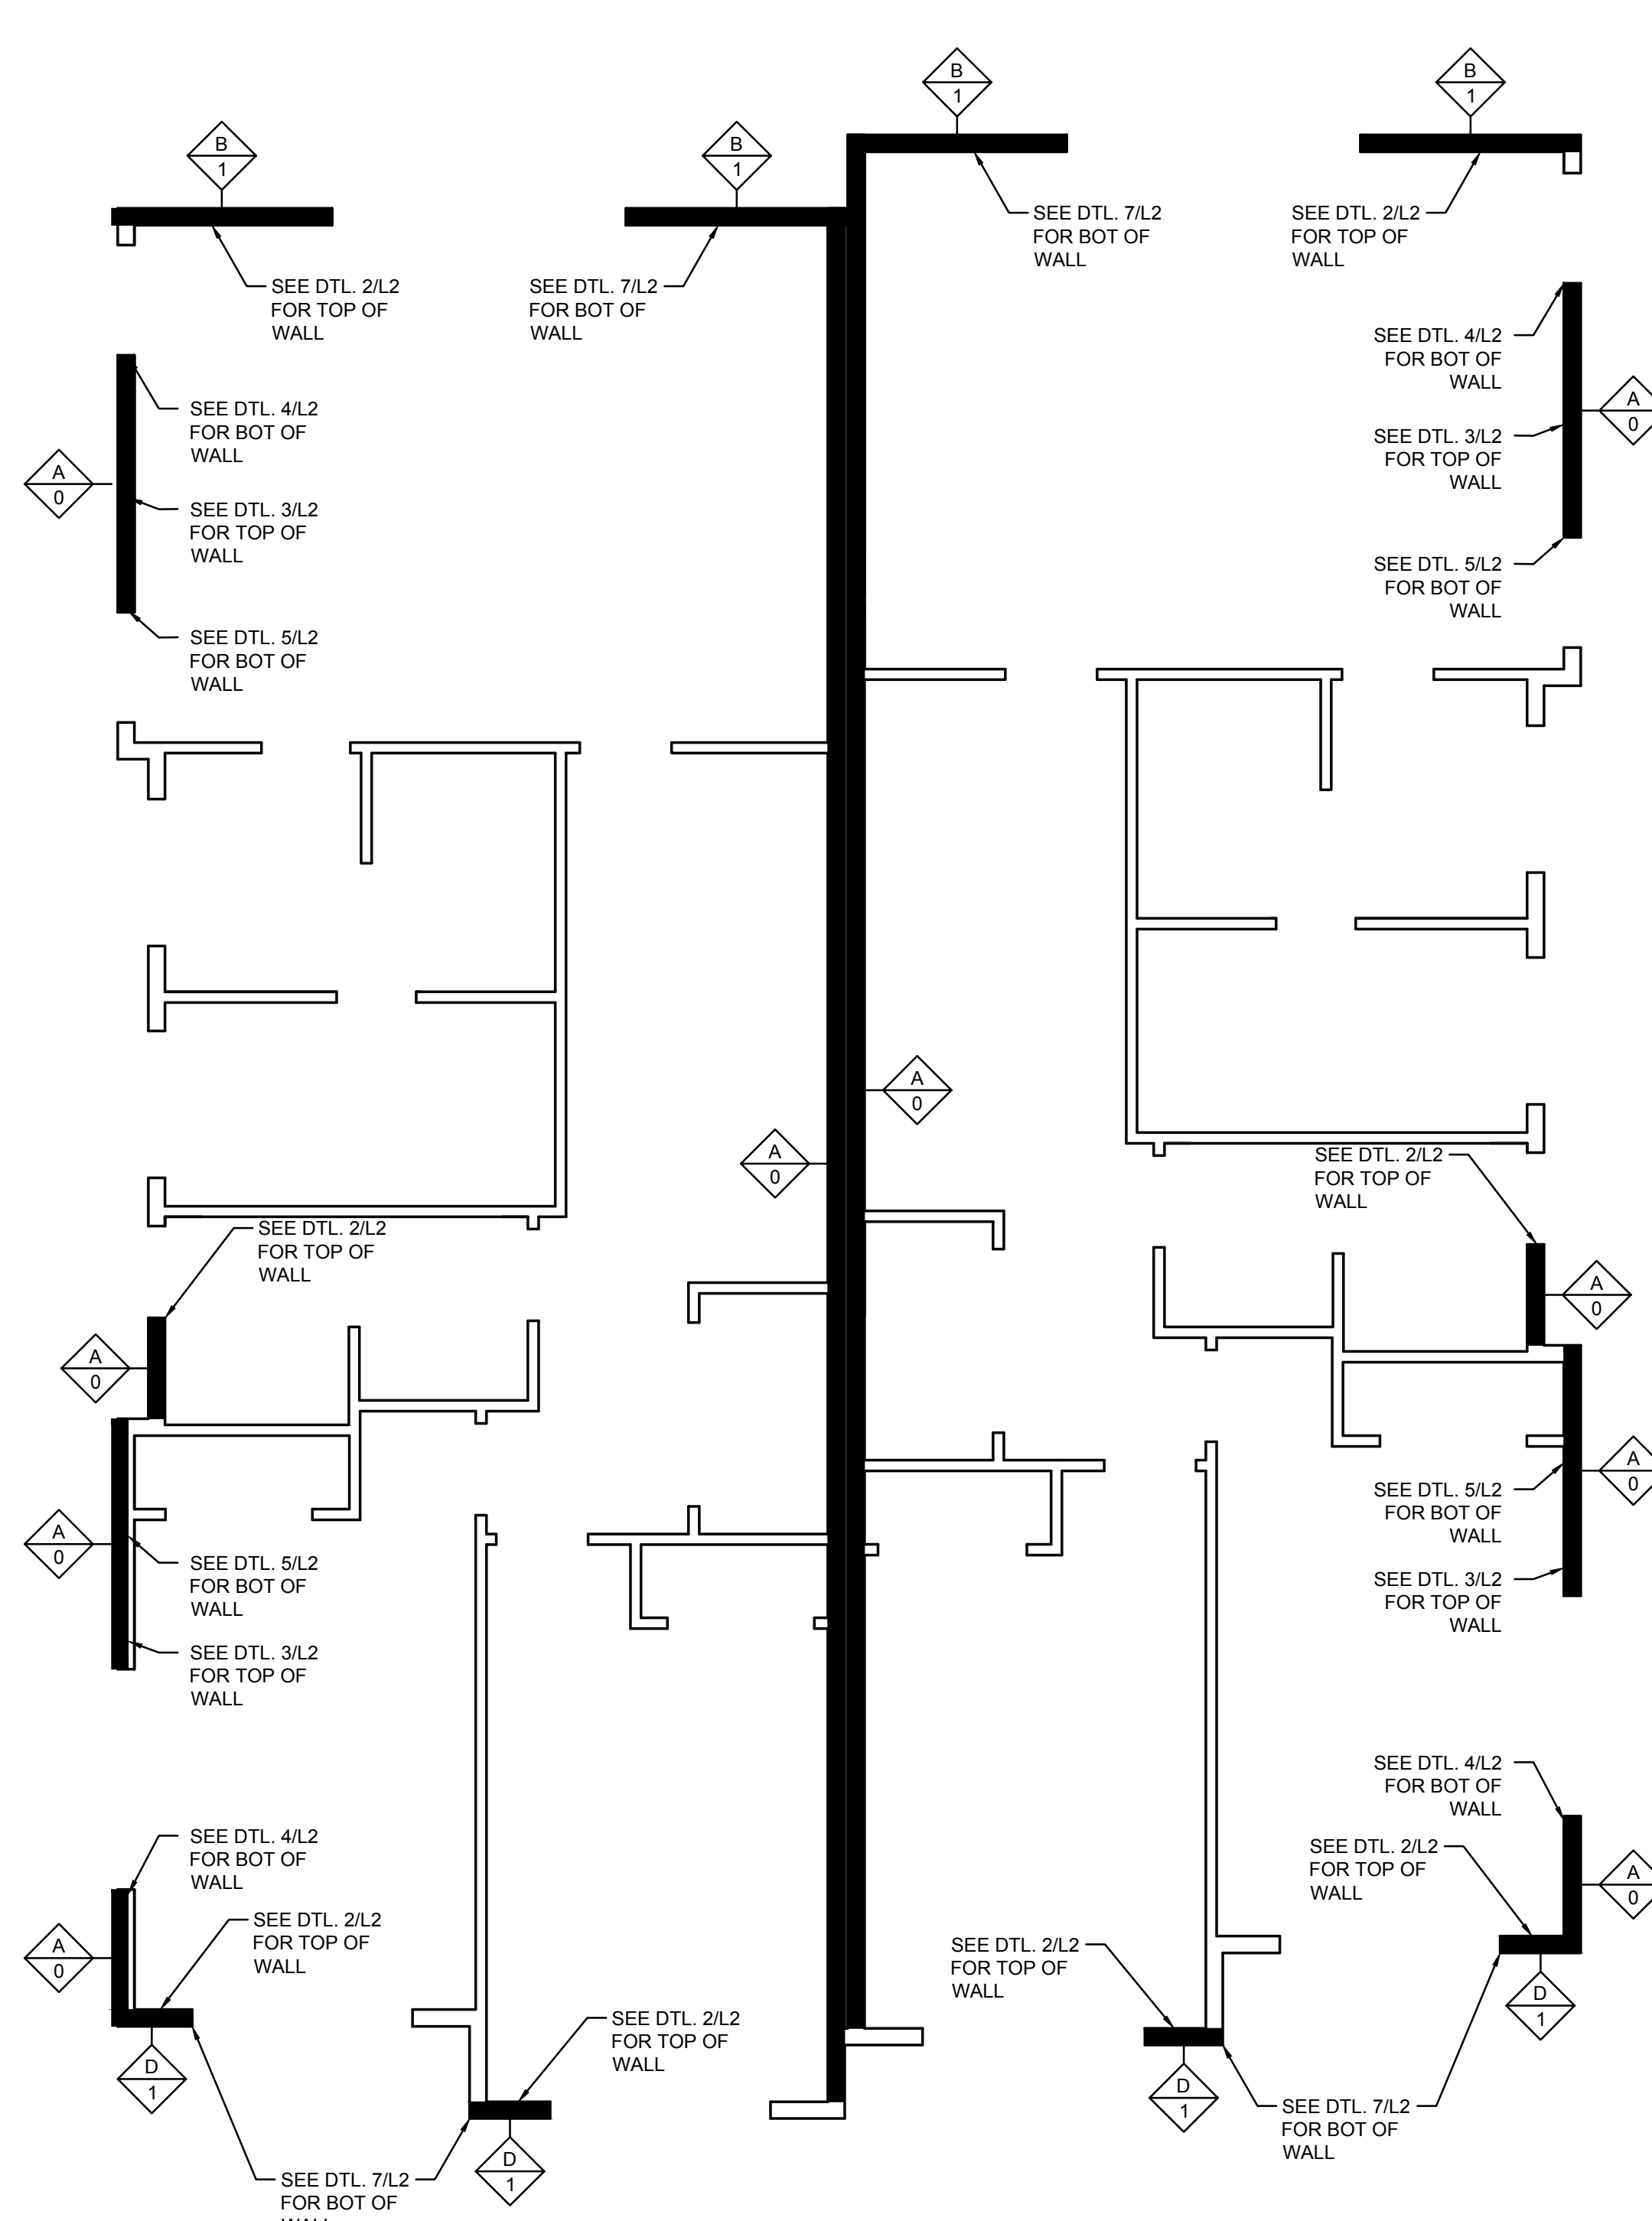 B
1
B
1
B
1
B
1
SEE DTL. 7/L2
FOR BOT OF
WALL
SEE DTL. 2/L2
FOR TOP OF
WALL
SEE DTL. 2/L2
FOR TOP OF
WALL
SEE DTL. 7/L2
FOR BOT OF
WALL
SEE DTL. 4/L2
FOR BOT OF
WALL
A
0
SEE DTL. 3/L2
FOR TOP OF
WALL
SEE DTL. 5/L2
FOR BOT OF
WALL
SEE DTL. 4/L2
FOR BOT OF
WALL
A
0
SEE DTL. 3/L2
FOR TOP OF
WALL
SEE DTL. 5/L2
FOR BOT OF
WALL
A
0
A
0
SEE DTL. 2/L2
FOR TOP OF
WALL
SEE DTL. 2/L2
FOR TOP OF
WALL
A
0
A
0
A
0
SEE DTL. 5/L2
FOR BOT OF
WALL
SEE DTL. 3/L2
FOR TOP OF
WALL
A
0
SEE DTL. 5/L2
FOR BOT OF
WALL
SEE DTL. 3/L2
FOR TOP OF
WALL
SEE DTL. 4/L2
FOR BOT OF
WALL
SEE DTL. 2/L2
FOR TOP OF
WALL
A
0
SEE DTL. 4/L2
FOR BOT OF
WALL
SEE DTL. 2/L2
FOR TOP OF
WALL
A
0
SEE DTL. 2/L2
FOR TOP OF
WALL
D
1
SEE DTL. 2/L2
FOR TOP OF
WALL
D
1
D
1
SEE DTL. 7/L2
FOR BOT OF
WALL
D
1
SEE DTL. 7/L2
FOR BOT OF